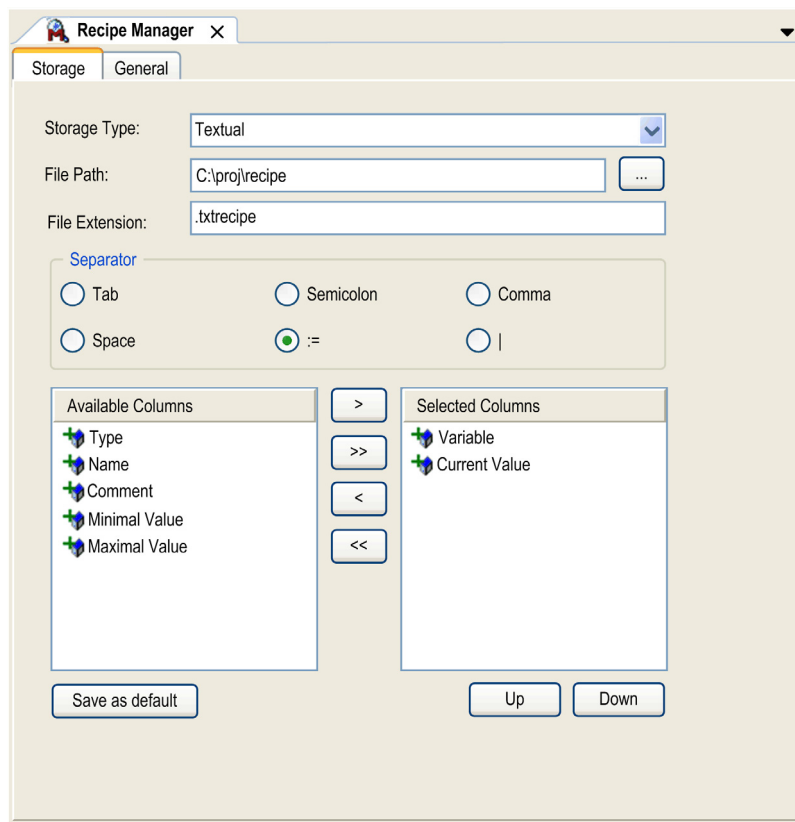 Recipe Manager X
Storage General
Storage Type: Textual
File Path: C:\proj\recipe ...
File Extension: .txtrecipe
Separator
Tab Semicolon Comma
Space := |
Available Columns > Selected Columns
Type Variable
Name >> Current Value
Comment <
Minimal Value
Maximal Value <<
Save as default Up Down